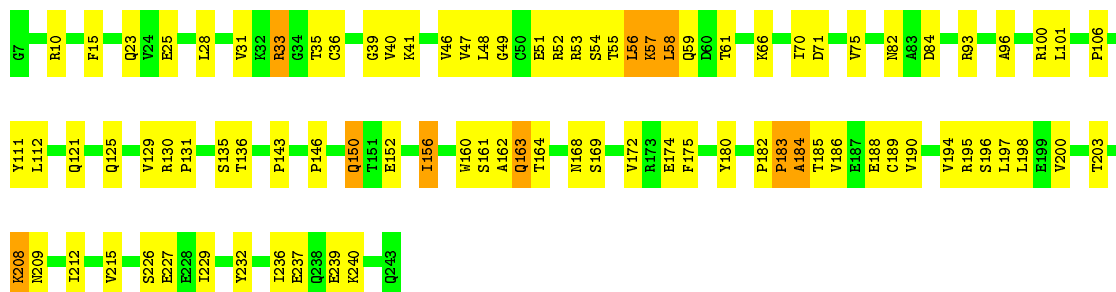 G7 R10 F15 Q23 V24 E25 L28 V31 K32 R33 G34 T35 C36 G39 V40 K41 V46 V47 L48 G49 C50 E51 R52 R53 S54 T55 L56 K57 L58 Q59 D60 T61 K66 I70 D71 V75 N82 A83 D84 R93 A96 R100 L101 P106
Y111 L112 Q121 Q125 V129 R130 P131 S135 T136 P143 P146 Q150 T151 E152 I156 W160 S161 A162 Q163 T164 N168 S169 V172 R173 E174 F175 Y180 P182 P183 A184 T185 V186 E187 E188 C189 V190 V194 R195 S196 L197 L198 E199 V200 T203
K208 N209 I212 V215 S226 E227 E228 I229 Y232 I236 E237 Q238 E239 K240 Q243